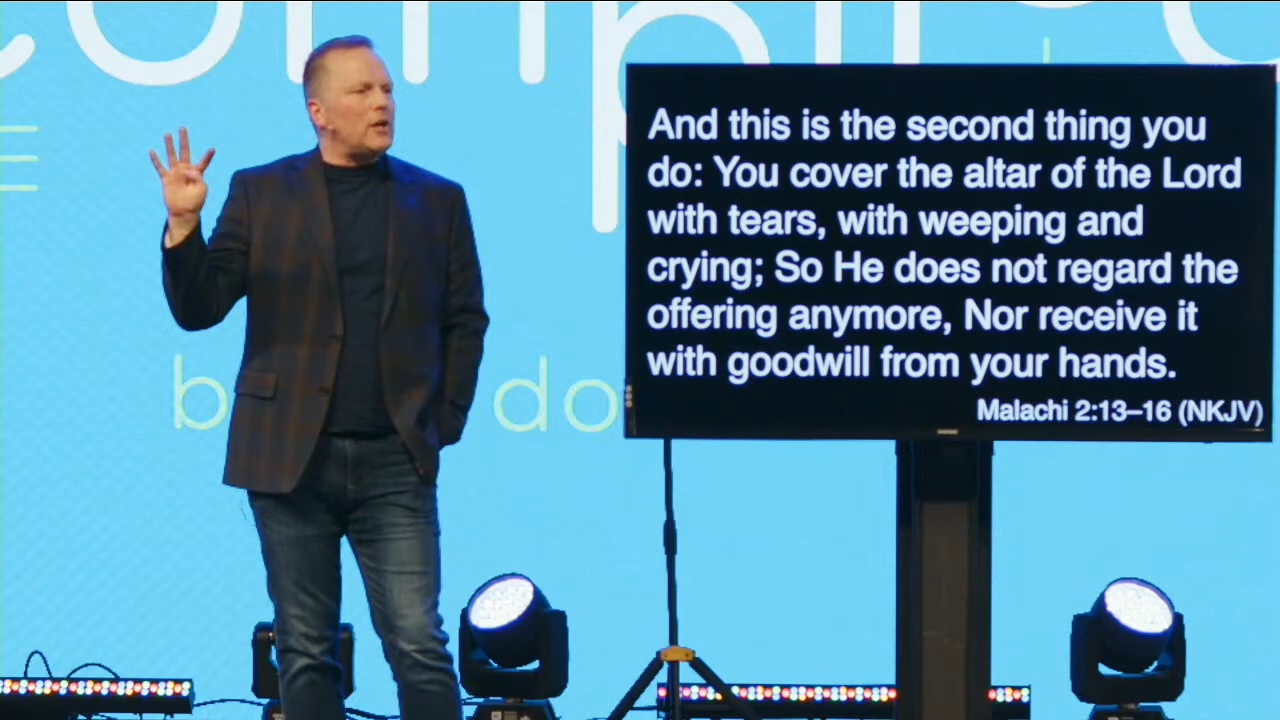 And this is the second thing you
do: You cover the altar of the Lord
with tears, with weeping and
crying; So He does not regard the
offering anymore, Nor receive it
with goodwill from your hands.
Malachi 2:13–16 (NKJV)